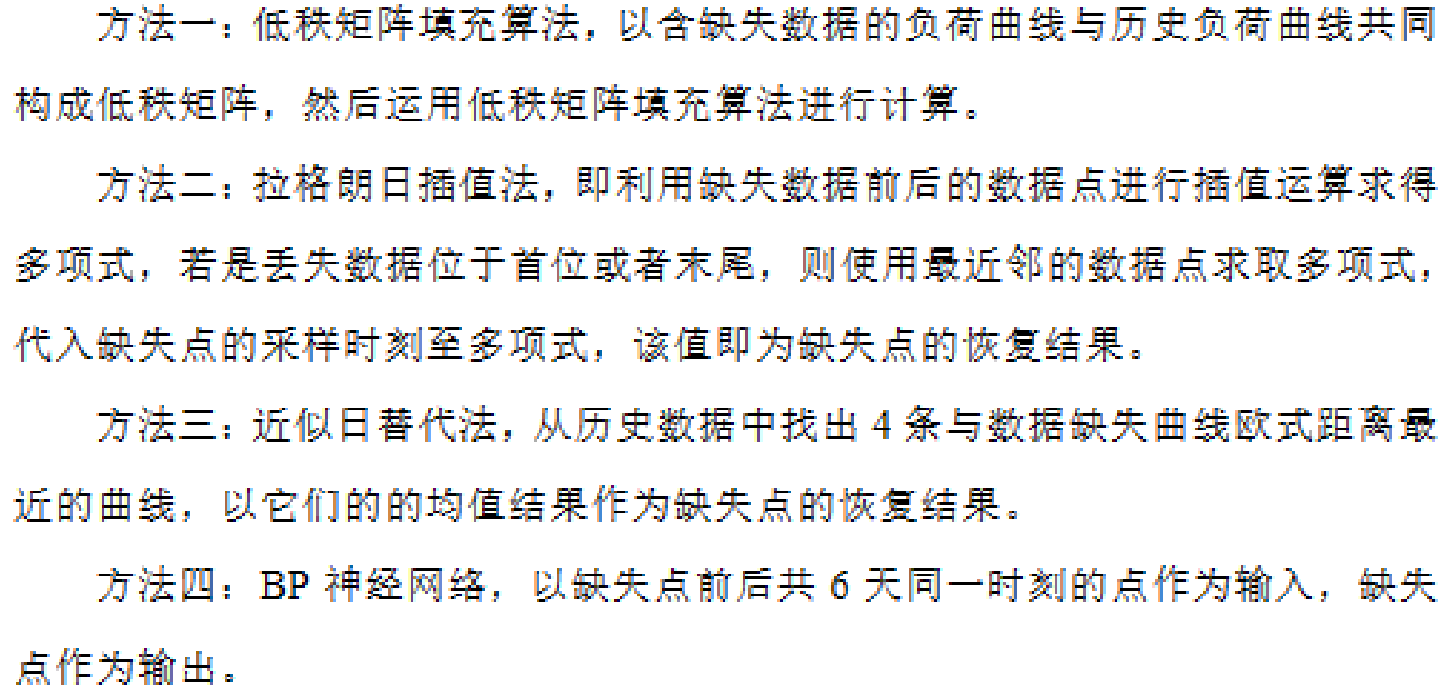 方法一：低秩矩阵填充算法，以含缺失数据的负荷曲线与历史负荷曲线共同
构成低秩矩阵，然后运用低秩矩阵填充算法进行计算。
方法二：拉格朗日插值法，即利用缺失数据前后的数据点进行插值运算求得
多项式，若是丢失数据位于首位或者末尾，则使用最近邻的数据点求取多项式，
代入缺失点的采样时刻至多项式，该值即为缺失点的恢复结果。
方法三：近似日替代法，从历史数据中找出 4 条与数据缺失曲线欧式距离最
近的曲线，以它们的的均值结果作为缺失点的恢复结果。
方法四：BP 神经网络，以缺失点前后共 6 天同一时刻的点作为输入，缺失
点作为输出。